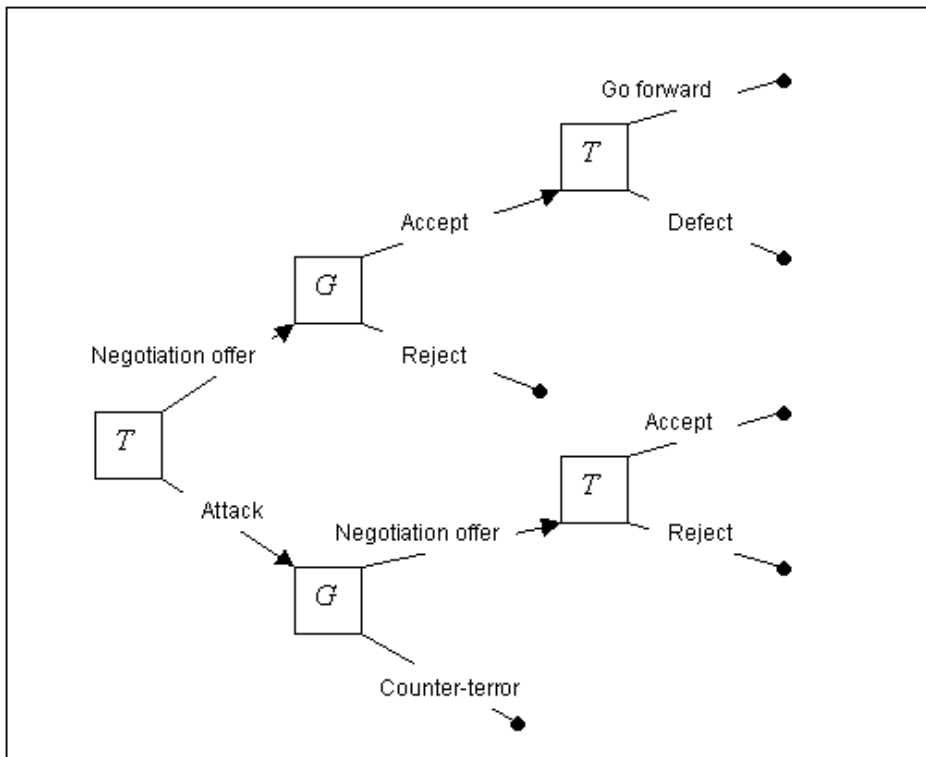 Go forward
T
Accept
Defect
G
Negotiation offer
Reject
Accept
T
T
Attack
Negotiation offer
Reject
G
Counter-terror